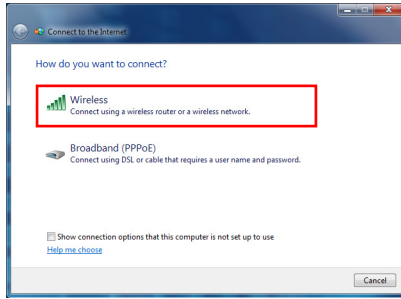 Connect to the Internet
How do you want to connect?
Wireless
Connect using a wireless router or a wireless network.
Broadband (PPPoE)
Connect using DSL or cable that requires a user name and password.
Show connection options that this computer is not set up to use
Help me choose
Cancel